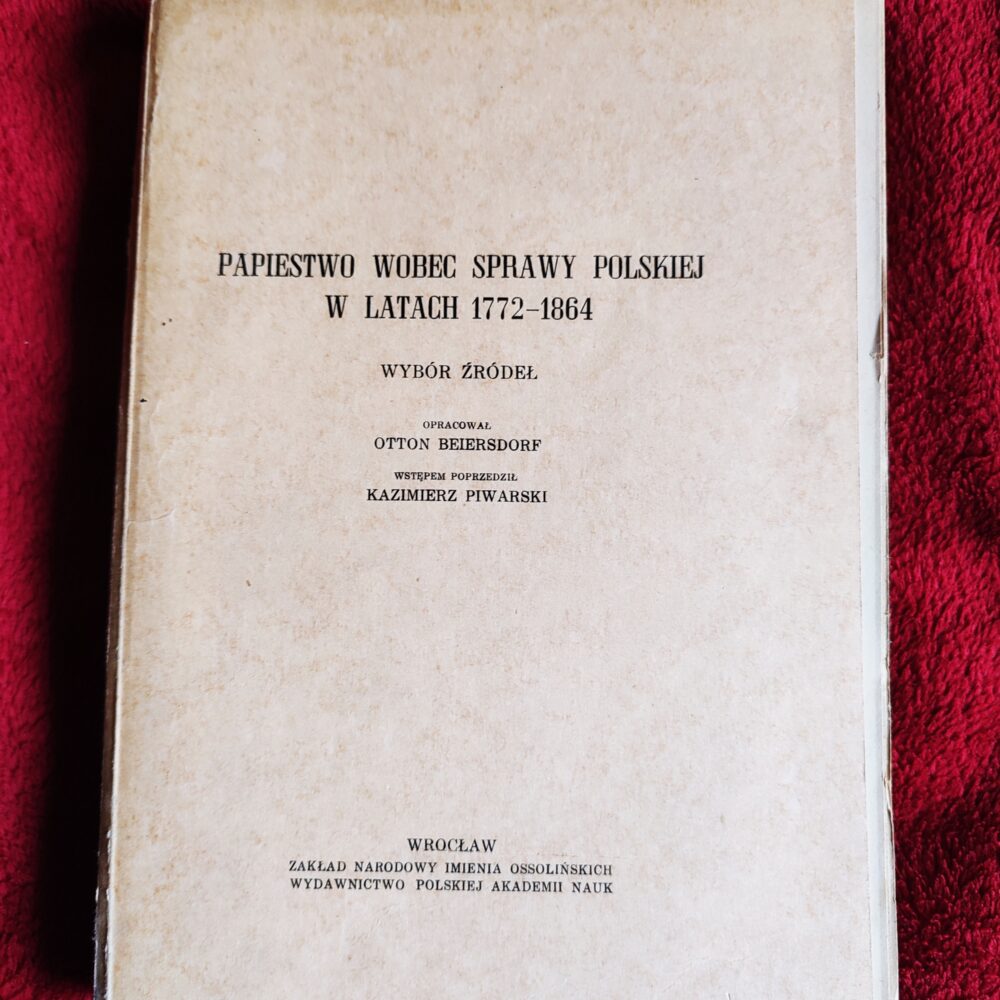 PAPIESTWO WOBEC SPRAWY POLSKIEJ
W LATACH 1772–1864
WYBÓR ŹRÓDEŁ
OPRACOWAŁ
OTTON BEIERSDORF
WSTĘPEM POPRZEDZIŁ
KAZIMIERZ PIWARSKI
WROCŁAW
ZAKŁAD NARODOWY IMIENIA OSSOLIŃSKICH
WYDAWNICTWO POLSKIEJ AKADEMII NAUK